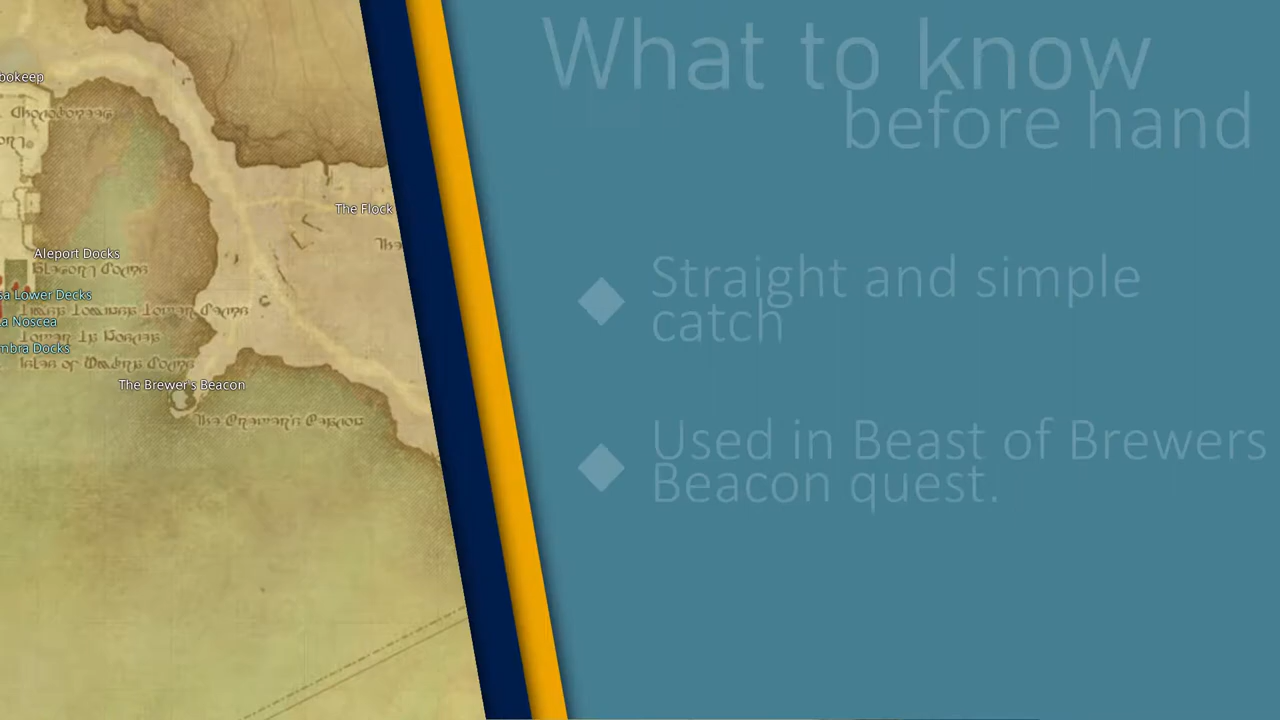 What to know
before hand
Straight and simple
catch
Used in Beast of Brewers
Beacon quest.
ookeep
The Flock
Aleport Docks
sa Lower Decks
a Noscea
mbra Docks
The Brewer's Beacon